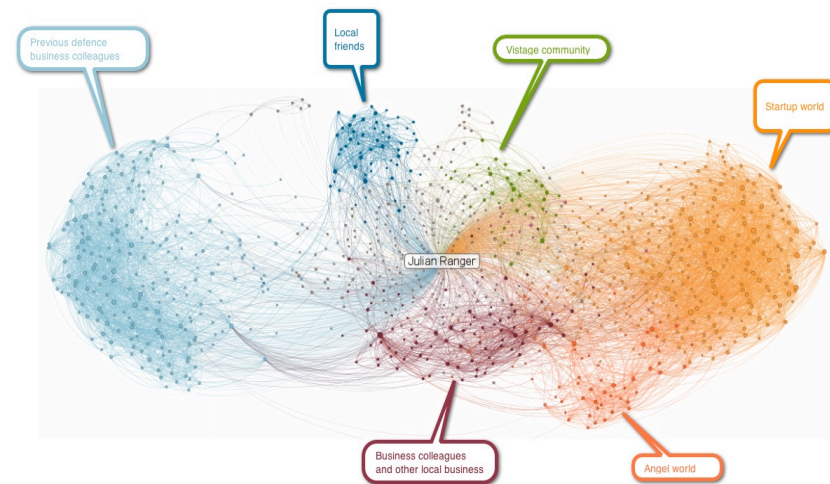 Previous defence
business colleagues
Local
friends
Vistage community
Startup world
Julian Ranger
Business colleagues
and other local business
Angel world